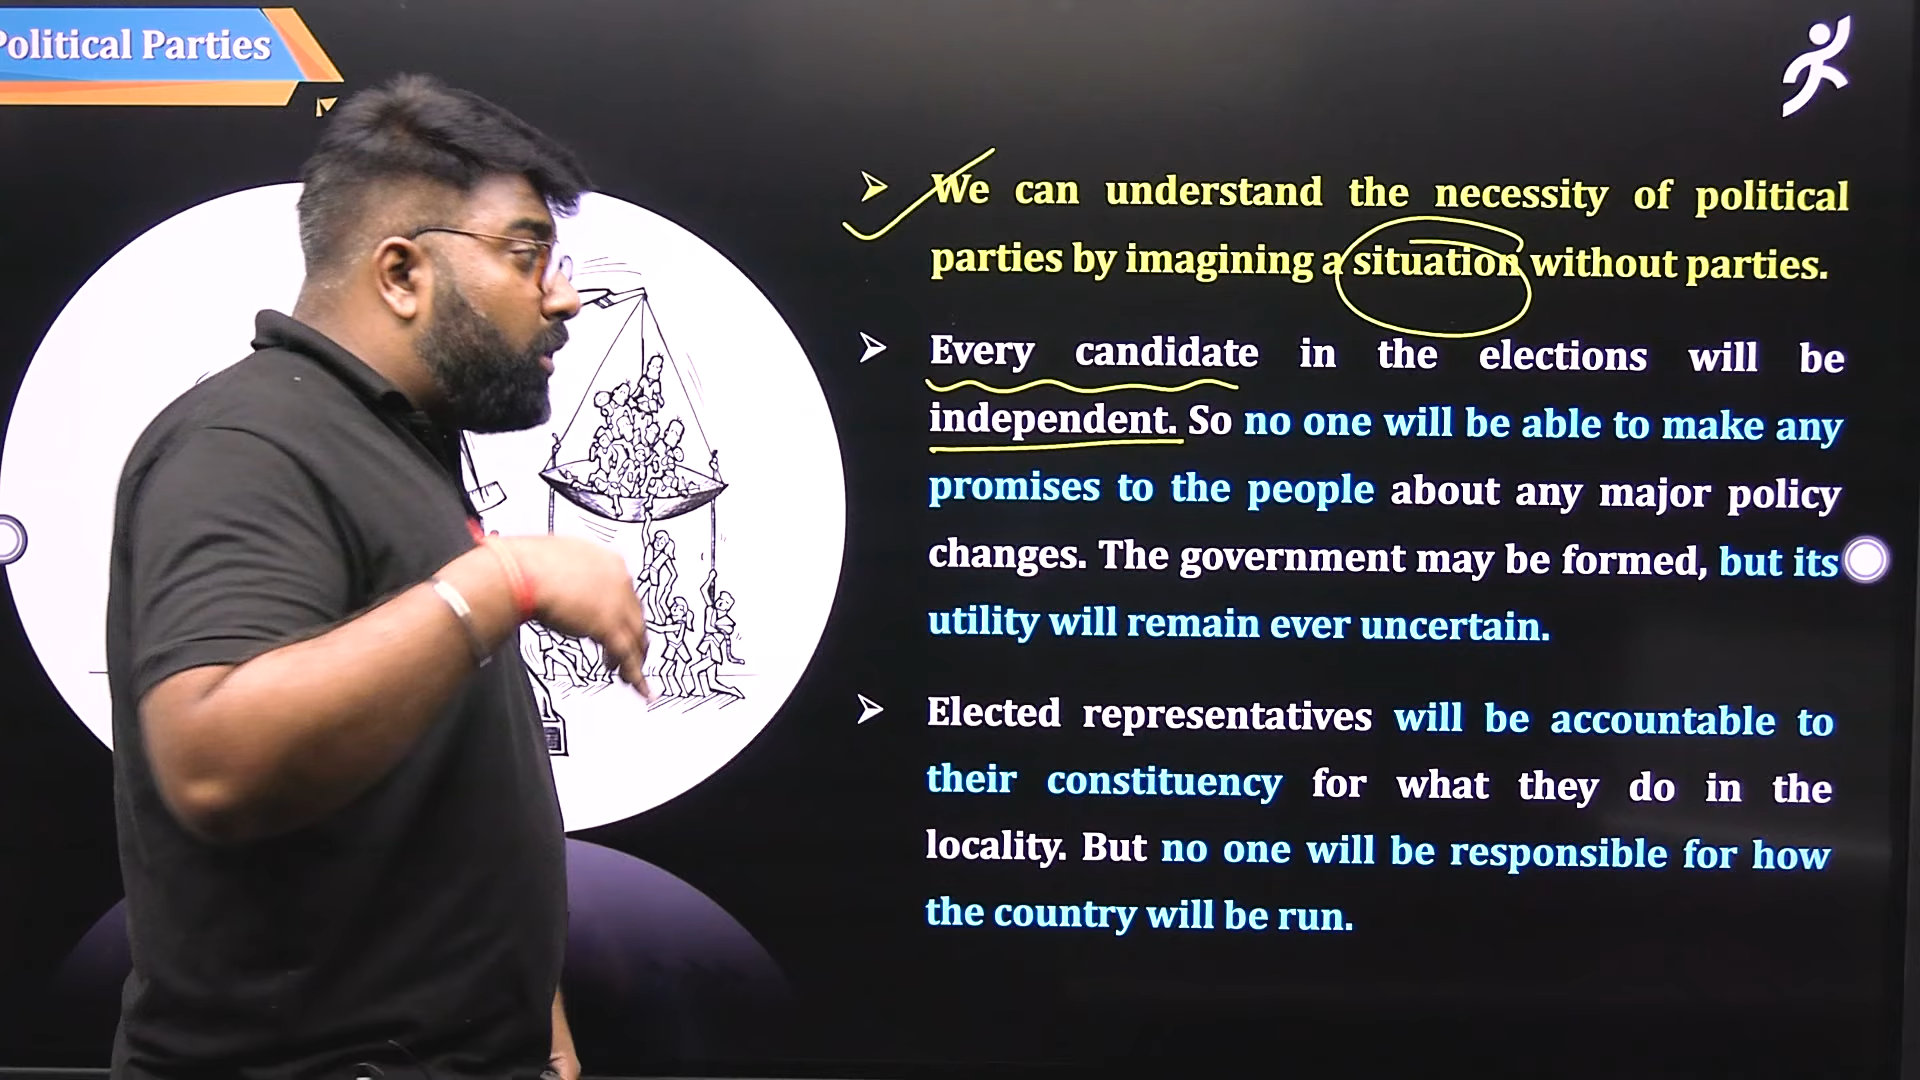 Political Parties
We can understand the necessity of political
parties by imagining a situation without parties.
Every candidate in the elections will be
independent. So no one will be able to make any
promises to the people about any major policy
changes. The government may be formed, but its
utility will remain ever uncertain.
Elected representatives will be accountable to
their constituency for what they do in the
locality. But no one will be responsible for how
the country will be run.